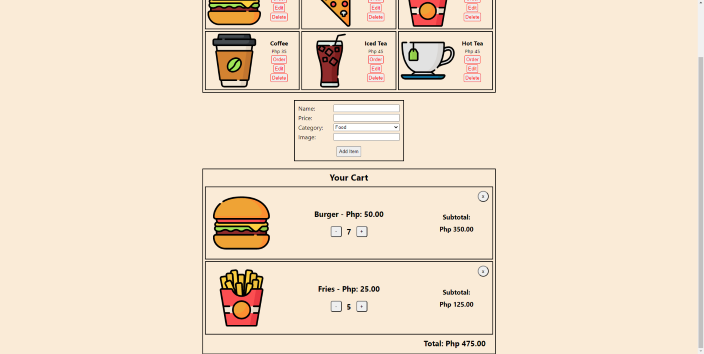 Order
Edit
Delete
Order
Edit
Delete
Order
Edit
Delete
Coffee
Php 35
Order
Edit
Delete
Iced Tea
Php 45
Order
Edit
Delete
Hot Tea
Php 45
Order
Edit
Delete
Name:
Price:
Category: Food
Image:
Add Item
Your Cart
x
Burger - Php: 50.00
- 7 +
Subtotal:
Php 350.00
x
Fries - Php: 25.00
- 5 +
Subtotal:
Php 125.00
Total: Php 475.00